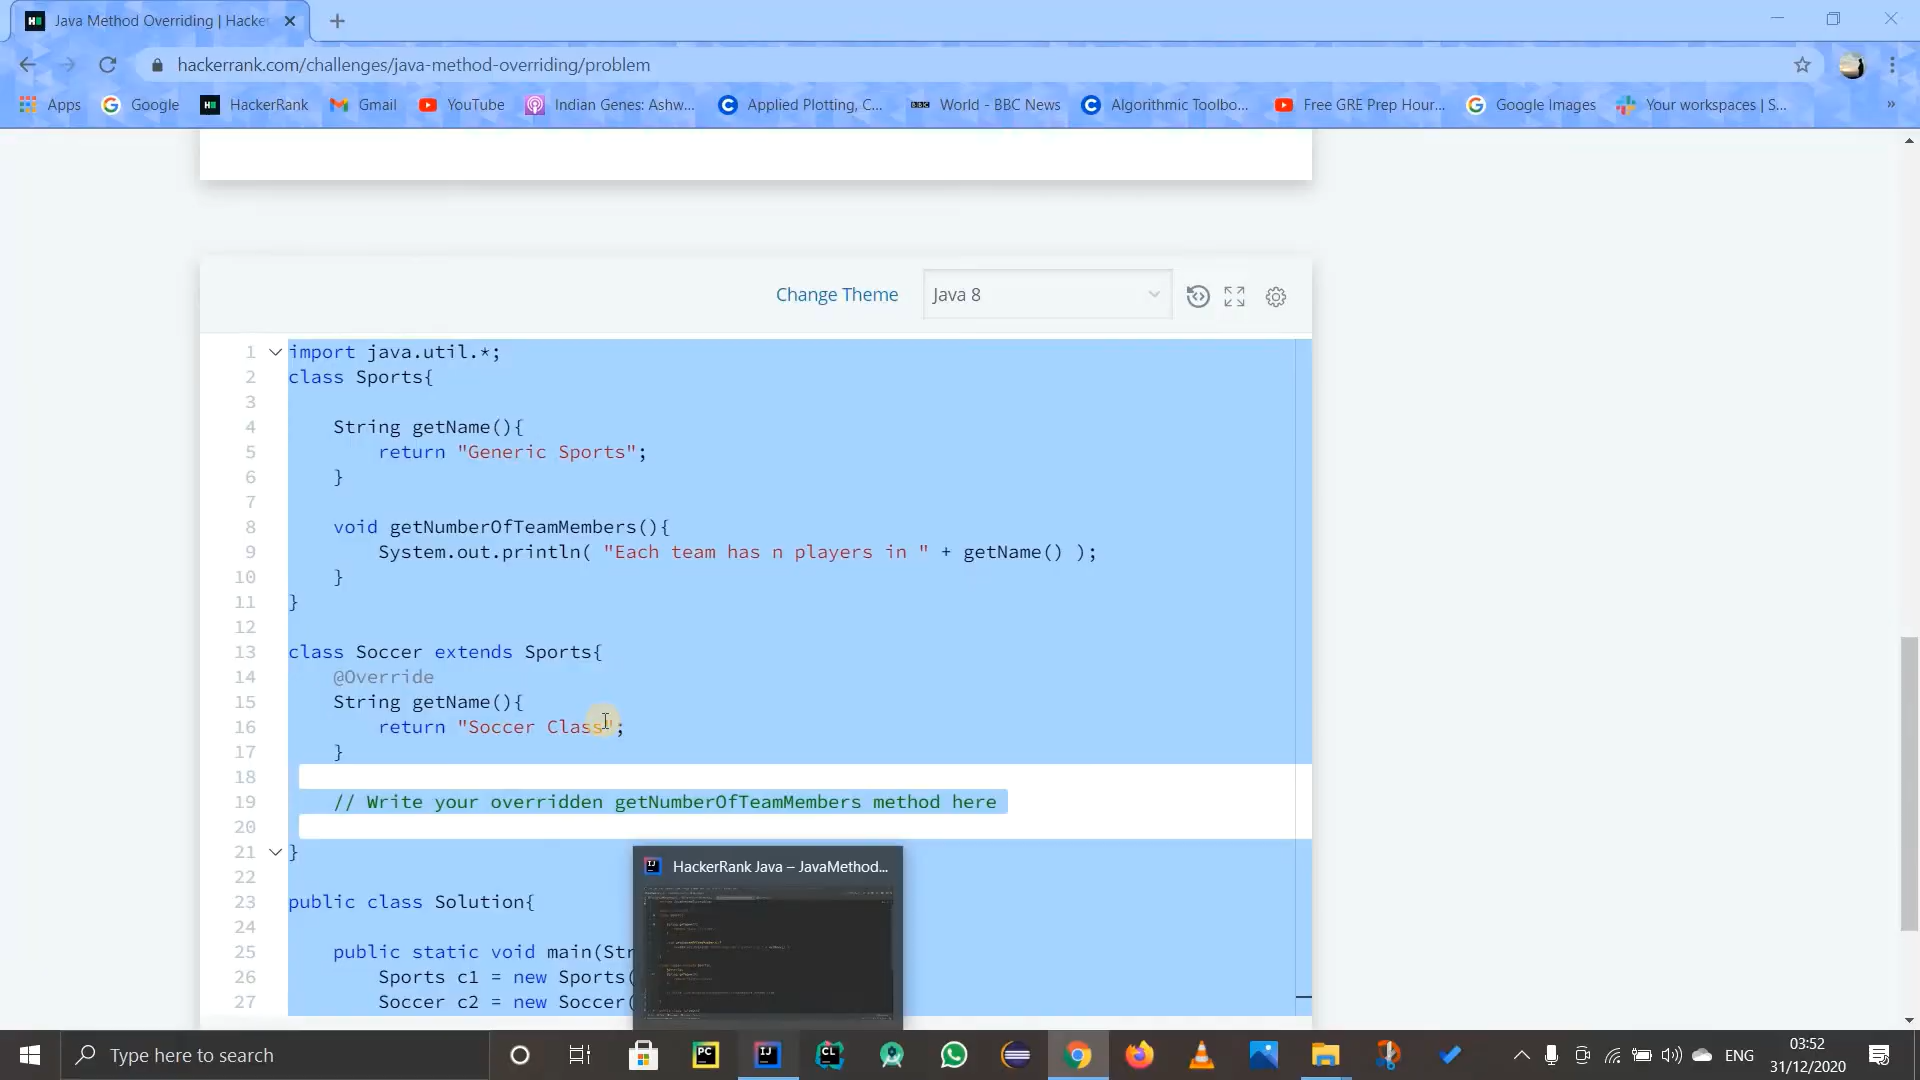 Java Method Overriding | Hacke
hackerrank.com/challenges/java-method-overriding/problem
Apps Google HackerRank Gmail YouTube Indian Genes: Ashw... Applied Plotting, C... BBC World - BBC News Algorithmic Toolbo... Free GRE Prep Hour... Google Images Your workspaces | S... »
Change Theme Java 8
1 import java.util.*;
2 class Sports{
3
4 String getName(){
5 return "Generic Sports";
6 }
7
8 void getNumberOfTeamMembers(){
9 System.out.println( "Each team has n players in " + getName() );
10 }
11 }
12
13 class Soccer extends Sports{
14 @Override
15 String getName(){
16 return "Soccer Class";
17 }
18
19 // Write your overridden getNumberOfTeamMembers method here
20
21 }
22
23 public class Solution{
24
25 public static void main(Str
26 Sports c1 = new Sports(
27 Soccer c2 = new Soccer(
HackerRank Java – JavaMethod...
Type here to search
PC IJ CL
ENG
03:52
31/12/2020